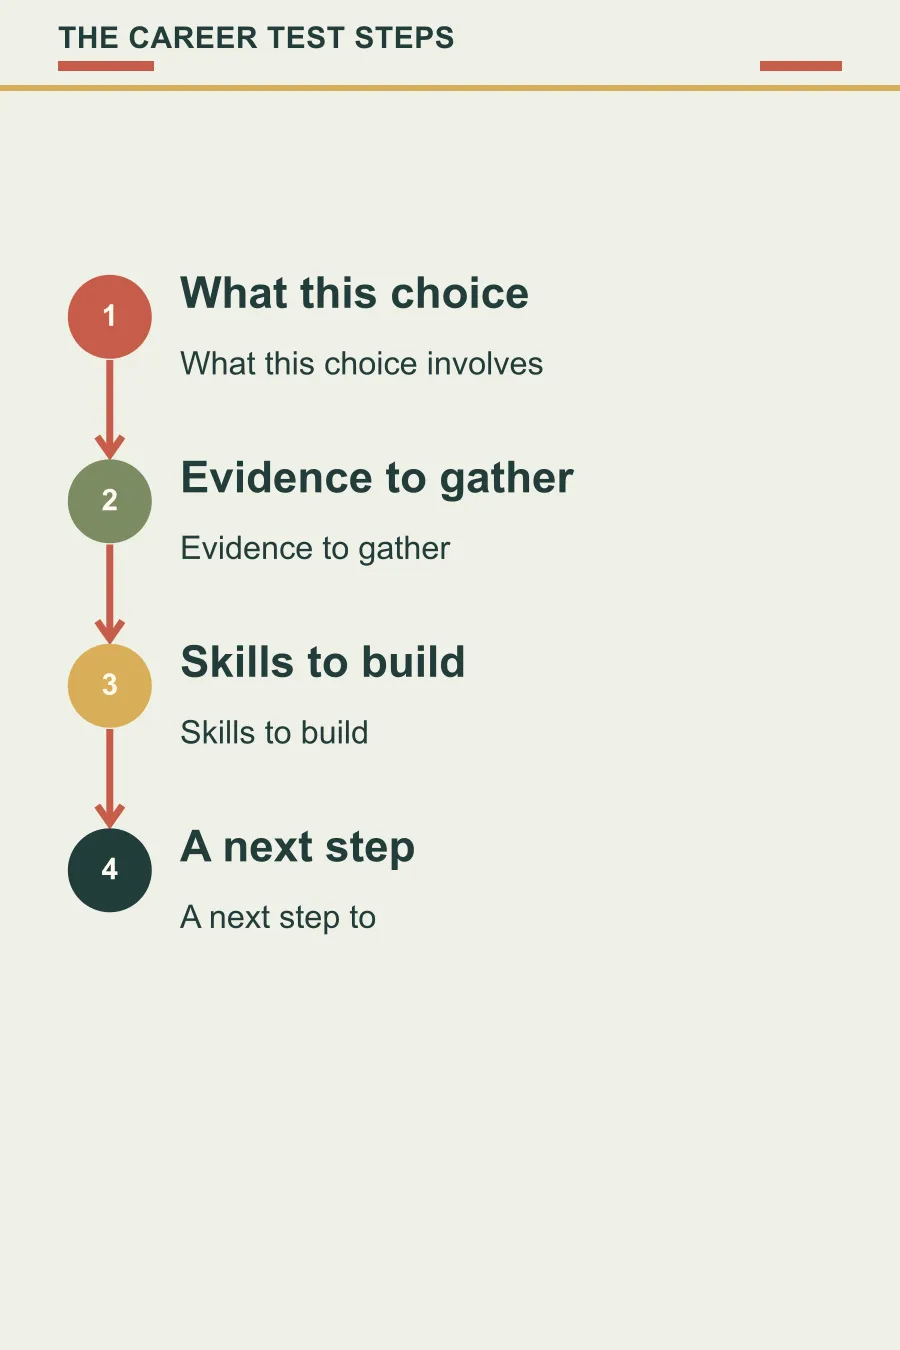 THE CAREER TEST STEPS
1
What this choice
What this choice involves
2
Evidence to gather
Evidence to gather
3
Skills to build
Skills to build
4
A next step
A next step to